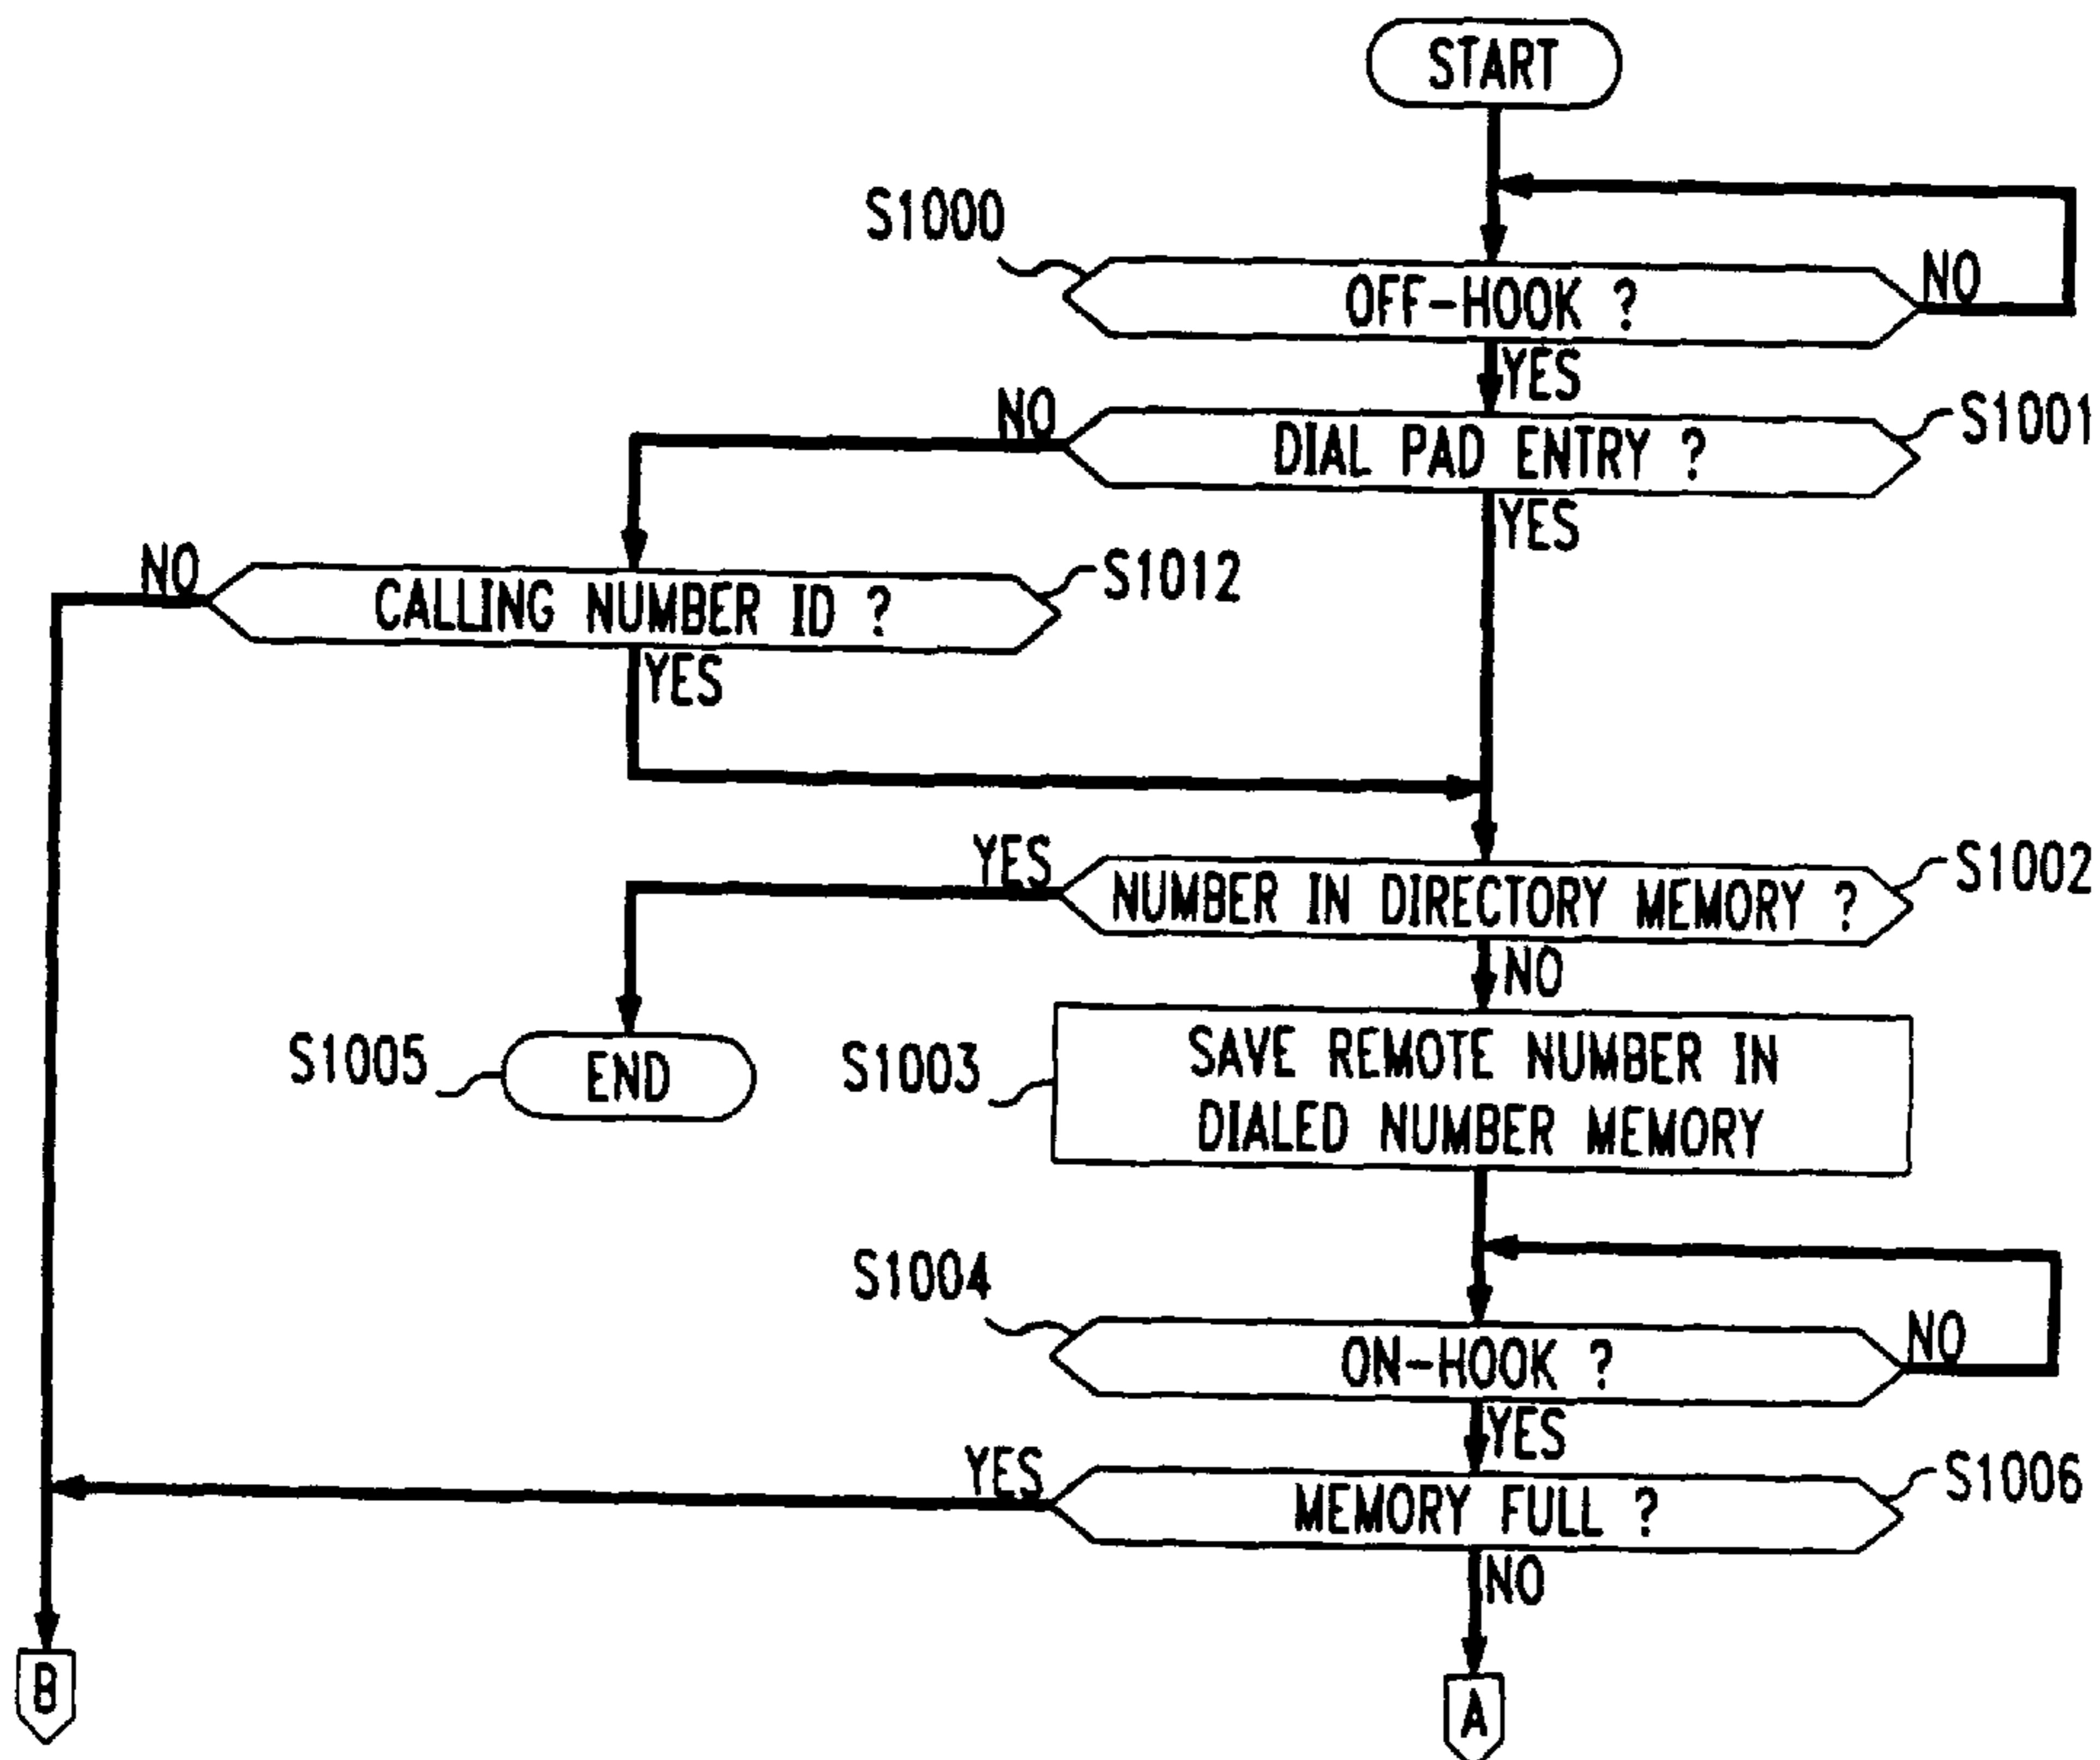 START
S1000
OFF-HOOK ?
NO
YES
NO
DIAL PAD ENTRY ?
S1001
YES
NO
CALLING NUMBER ID ?
S1012
YES
YES
NUMBER IN DIRECTORY MEMORY ?
S1002
NO
S1005
END
S1003
SAVE REMOTE NUMBER IN
DIALED NUMBER MEMORY
S1004
ON-HOOK ?
NO
YES
YES
MEMORY FULL ?
S1006
NO
B
A